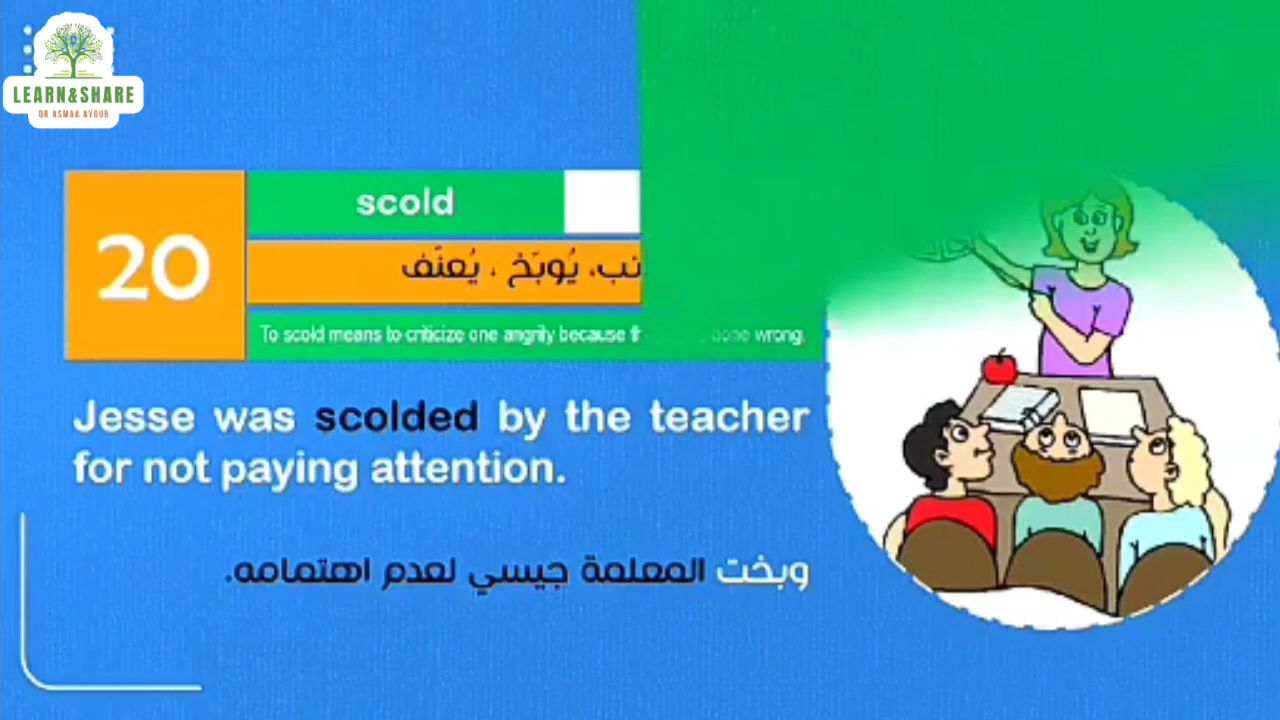 LEARN&SHARE
DR ASMAA AYOUB
20
scold
يُوبَخ ، يُعنّف
To scold means to criticize one angrily because done wrong.
Jesse was scolded by the teacher
for not paying attention.
وبخت المعلمة جيسي لعدم اهتمامه.